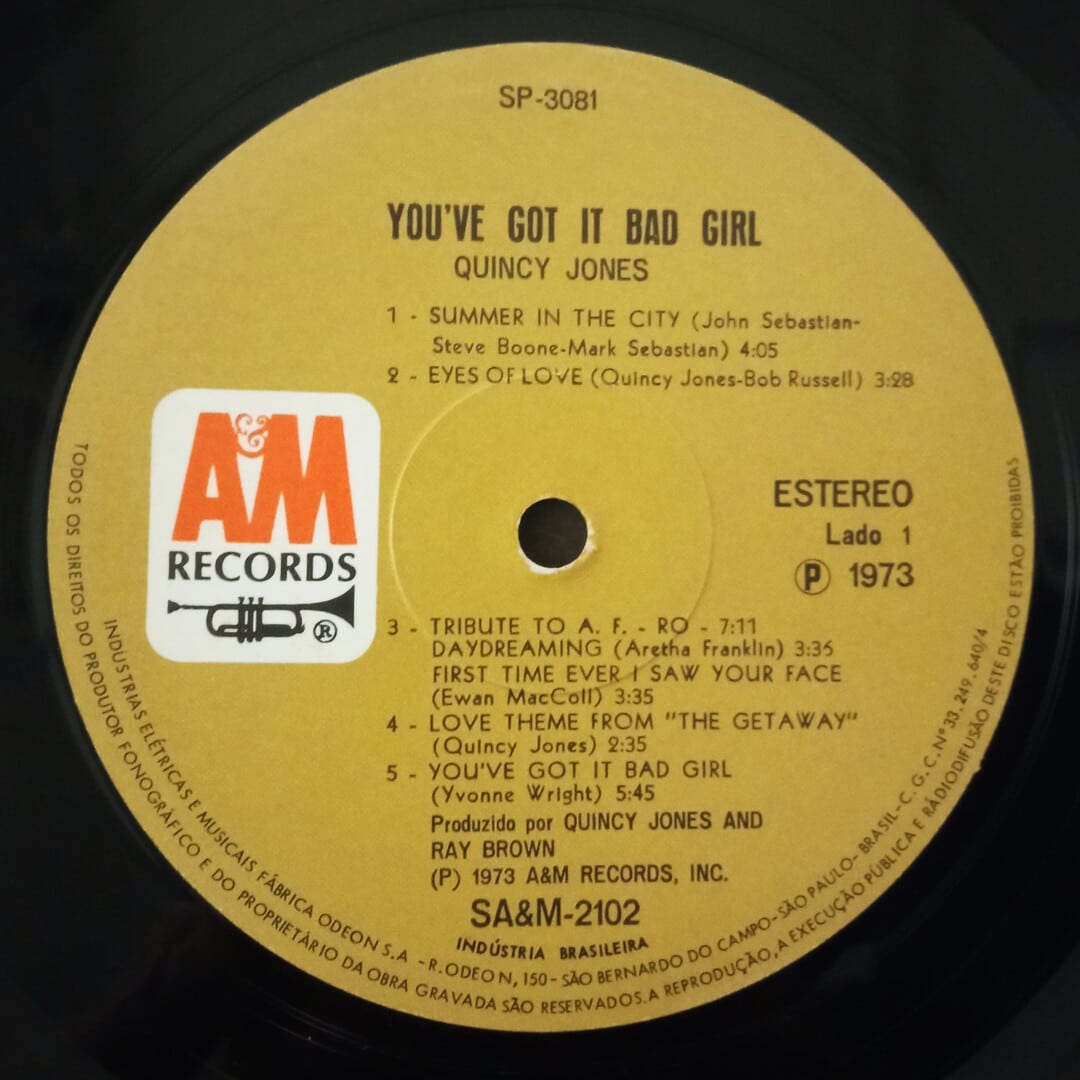 SP-3081
YOU'VE GOT IT BAD GIRL
QUINCY JONES
1 - SUMMER IN THE CITY (John Sebastian-
Steve Boone-Mark Sebastian) 4:05
2 - EYES OF LOVE (Quincy Jones-Bob Russell) 3:28
A&M
RECORDS
®
ESTEREO
Lado 1
Ⓟ 1973
3 - TRIBUTE TO A. F. - RO - 7:11
DAYDREAMING (Aretha Franklin) 3:36
FIRST TIME EVER I SAW YOUR FACE
(Ewan MacColl) 3:35
4 - LOVE THEME FROM "THE GETAWAY"
(Quincy Jones) 2:35
5 - YOU'VE GOT IT BAD GIRL
(Yvonne Wright) 5:45
Produzido por QUINCY JONES AND
RAY BROWN
(P) 1973 A&M RECORDS, INC.
SA&M-2102
INDÚSTRIA BRASILEIRA
INDÚSTRIAS ELÉTRICAS E MUSICAIS FÁBRICA ODEON S.A - R. ODEON, 150 - SÃO BERNARDO DO CAMPO - SÃO PAULO - BRASIL - C. G. C. Nº 33.249.640/4
TODOS OS DIREITOS DO PRODUTOR FONOGRÁFICO E DO PROPRIETÁRIO DA OBRA GRAVADA SÃO RESERVADOS. A REPRODUÇÃO, A EXECUÇÃO PÚBLICA E RÁDIODIFUSÃO DESTE DISCO ESTÃO PROIBIDAS